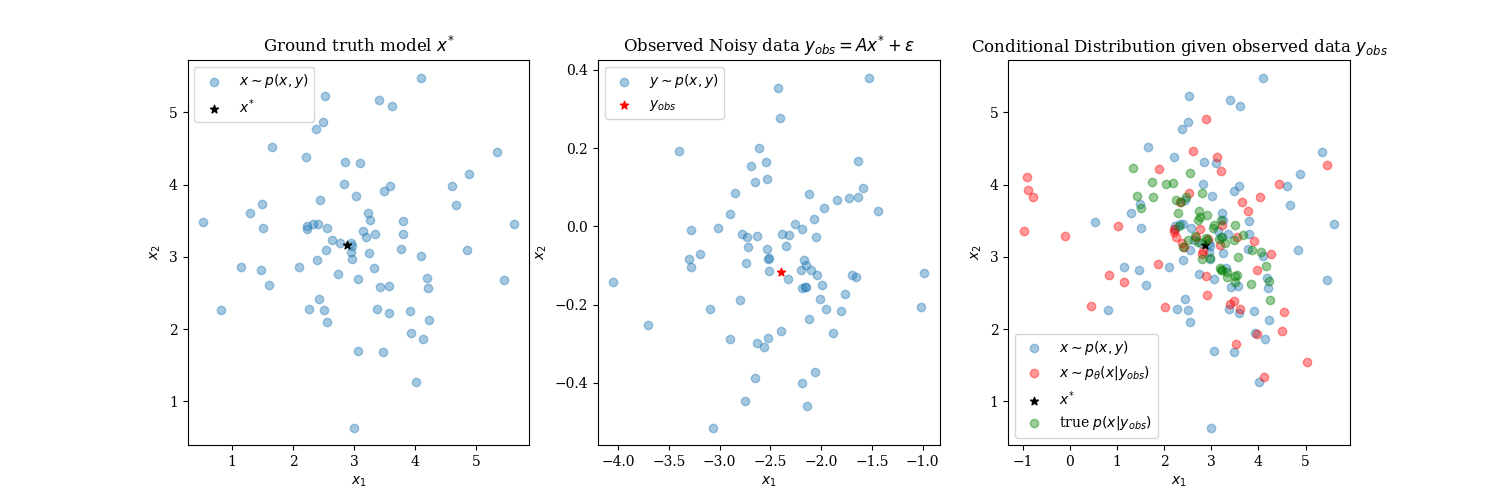 Ground truth model $x^*$
$x \sim p(x, y)$
$x^*$
5
4
3
2
1
$x_2$
1 2 3 4 5
$x_1$
Observed Noisy data $y_{obs} = Ax^* + \epsilon$
$y \sim p(x, y)$
$y_{obs}$
0.4
0.2
0.0
−0.2
−0.4
$x_2$
−4.0 −3.5 −3.0 −2.5 −2.0 −1.5 −1.0
$x_1$
Conditional Distribution given observed data $y_{obs}$
5
4
3
2
1
$x_2$
$x \sim p(x, y)$
$x \sim p_\theta(x|y_{obs})$
$x^*$
true $p(x|y_{obs})$
−1 0 1 2 3 4 5
$x_1$